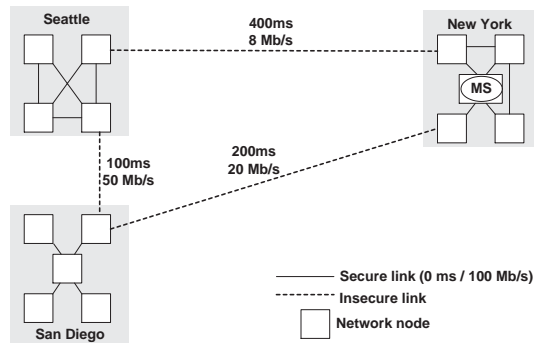 Seattle
400ms
8 Mb/s
New York
MS
100ms
50 Mb/s
200ms
20 Mb/s
San Diego
Secure link (0 ms / 100 Mb/s)
Insecure link
Network node